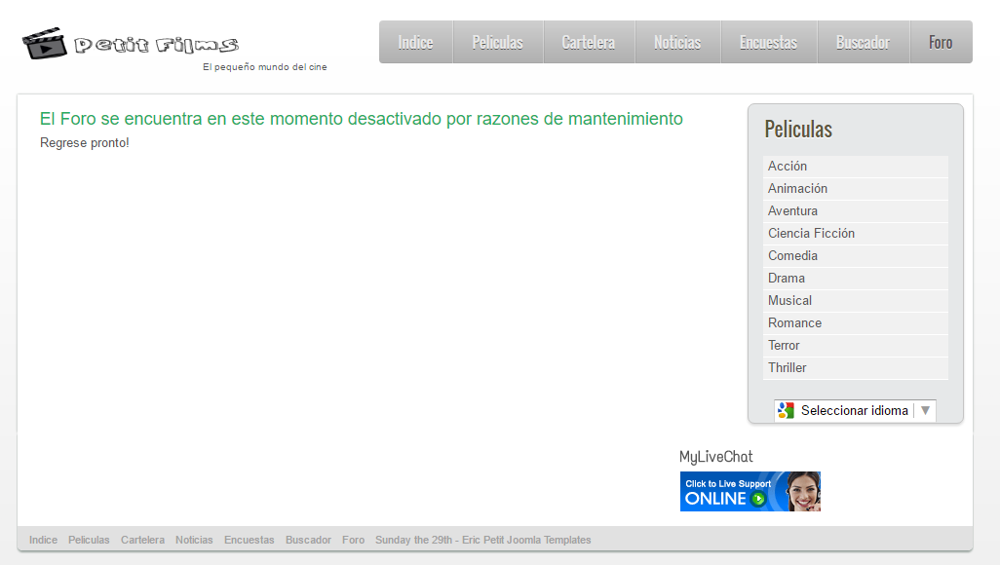 Petit Films
El pequeño mundo del cine
Indice Peliculas Cartelera Noticias Encuestas Buscador Foro
El Foro se encuentra en este momento desactivado por razones de mantenimiento
Regrese pronto!
Peliculas
Acción
Animación
Aventura
Ciencia Ficción
Comedia
Drama
Musical
Romance
Terror
Thriller
Seleccionar idioma ▼
MyLiveChat
Click to Live Support
ONLINE
Indice Peliculas Cartelera Noticias Encuestas Buscador Foro Sunday the 29th - Eric Petit Joomla Templates